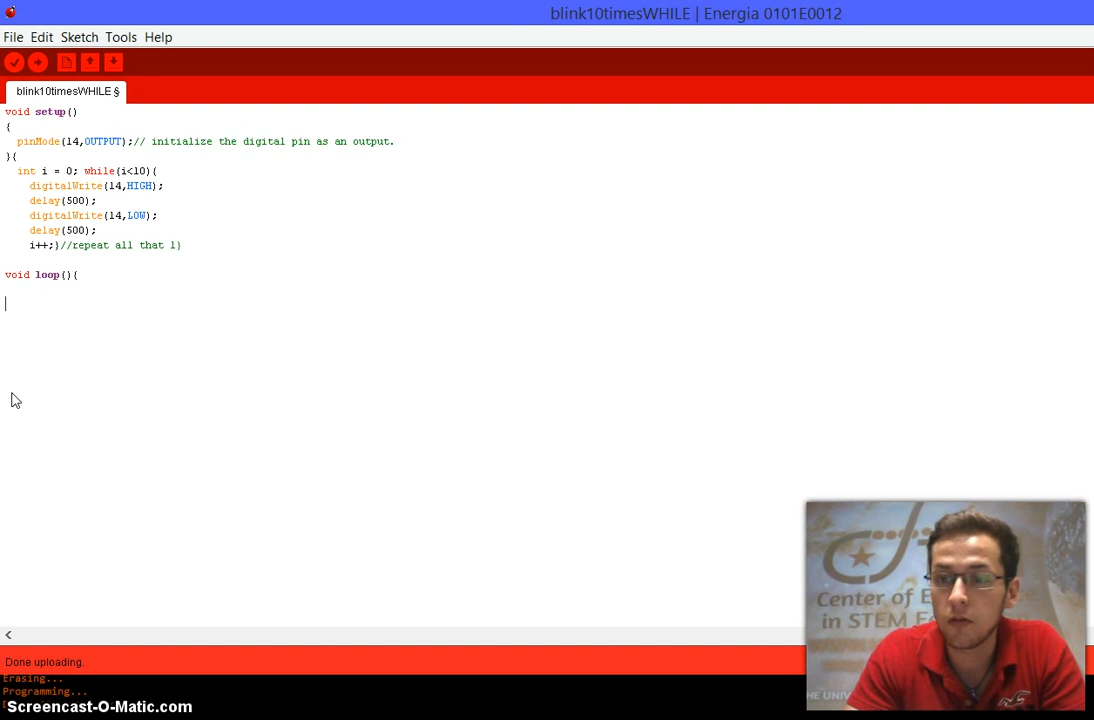 blink10timesWHILE | Energia 0101E0012
File Edit Sketch Tools Help
blink10timesWHILE §
void setup()
{
pinMode(14,OUTPUT);// initialize the digital pin as an output.
}{
int i = 0; while(i<10){
digitalWrite(14,HIGH);
delay(500);
digitalWrite(14,LOW);
delay(500);
i++;}//repeat all that l}
void loop(){
Center of
in STEM
THE UNIV
Done uploading.
Erasing...
Programming...
Screencast-O-Matic.com